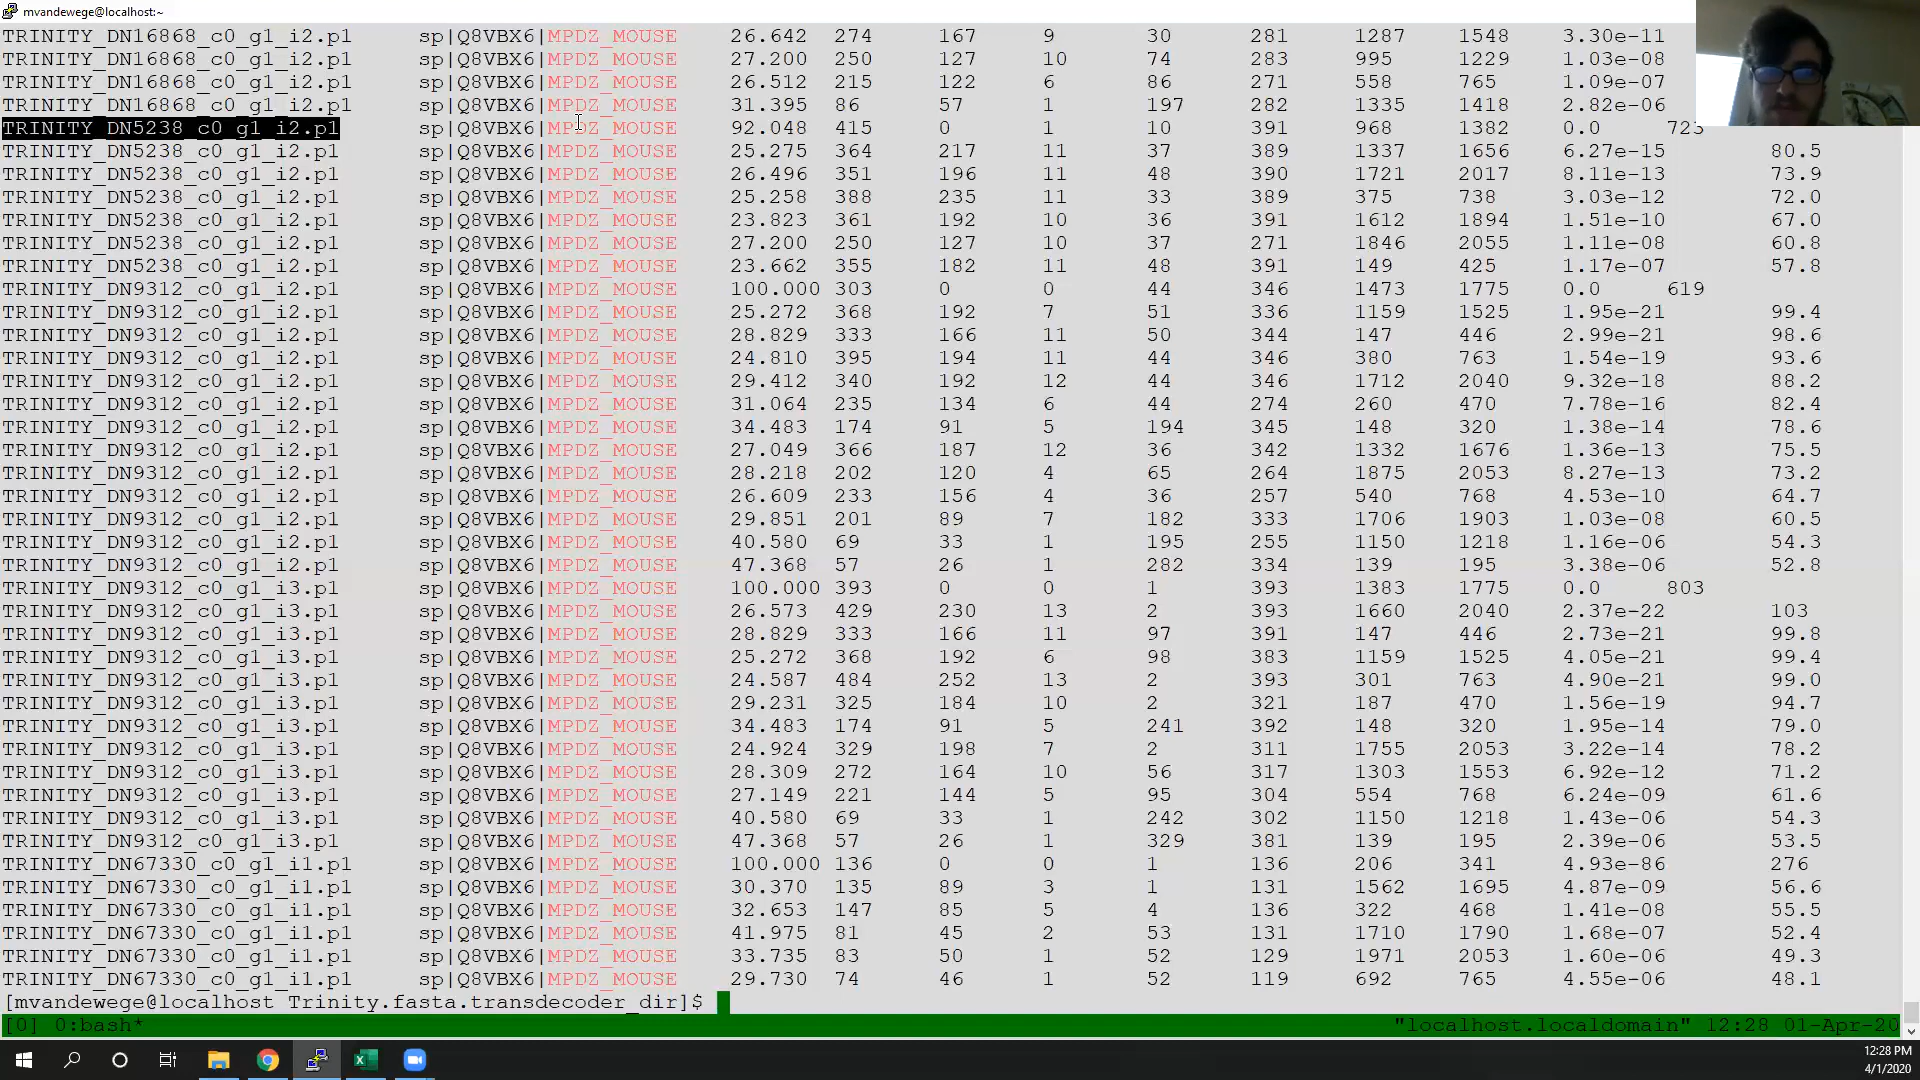 mvandewege@localhost:~
TRINITY_DN16868_c0_g1_i2.p1 sp|Q8VBX6|MPDZ_MOUSE 26.642 274 167 9 30 281 1287 1548 3.30e-11
TRINITY_DN16868_c0_g1_i2.p1 sp|Q8VBX6|MPDZ_MOUSE 27.200 250 127 10 74 283 995 1229 1.03e-08
TRINITY_DN16868_c0_g1_i2.p1 sp|Q8VBX6|MPDZ_MOUSE 26.512 215 122 6 86 271 558 765 1.09e-07
TRINITY_DN16868_c0_g1_i2.p1 sp|Q8VBX6|MPDZ_MOUSE 31.395 86 57 1 197 282 1335 1418 2.82e-06
TRINITY_DN5238_c0_g1_i2.p1 sp|Q8VBX6|MPDZ_MOUSE 92.048 415 0 1 10 391 968 1382 0.0 723
TRINITY_DN5238_c0_g1_i2.p1 sp|Q8VBX6|MPDZ_MOUSE 25.275 364 217 11 37 389 1337 1656 6.27e-15 80.5
TRINITY_DN5238_c0_g1_i2.p1 sp|Q8VBX6|MPDZ_MOUSE 26.496 351 196 11 48 390 1721 2017 8.11e-13 73.9
TRINITY_DN5238_c0_g1_i2.p1 sp|Q8VBX6|MPDZ_MOUSE 25.258 388 235 11 33 389 375 738 3.03e-12 72.0
TRINITY_DN5238_c0_g1_i2.p1 sp|Q8VBX6|MPDZ_MOUSE 23.823 361 192 10 36 391 1612 1894 1.51e-10 67.0
TRINITY_DN5238_c0_g1_i2.p1 sp|Q8VBX6|MPDZ_MOUSE 27.200 250 127 10 37 271 1846 2055 1.11e-08 60.8
TRINITY_DN5238_c0_g1_i2.p1 sp|Q8VBX6|MPDZ_MOUSE 23.662 355 182 11 48 391 149 425 1.17e-07 57.8
TRINITY_DN9312_c0_g1_i2.p1 sp|Q8VBX6|MPDZ_MOUSE 100.000 303 0 0 44 346 1473 1775 0.0 619
TRINITY_DN9312_c0_g1_i2.p1 sp|Q8VBX6|MPDZ_MOUSE 25.272 368 192 7 51 336 1159 1525 1.95e-21 99.4
TRINITY_DN9312_c0_g1_i2.p1 sp|Q8VBX6|MPDZ_MOUSE 28.829 333 166 11 50 344 147 446 2.99e-21 98.6
TRINITY_DN9312_c0_g1_i2.p1 sp|Q8VBX6|MPDZ_MOUSE 24.810 395 194 11 44 346 380 763 1.54e-19 93.6
TRINITY_DN9312_c0_g1_i2.p1 sp|Q8VBX6|MPDZ_MOUSE 29.412 340 192 12 44 346 1712 2040 9.32e-18 88.2
TRINITY_DN9312_c0_g1_i2.p1 sp|Q8VBX6|MPDZ_MOUSE 31.064 235 134 6 44 274 260 470 7.78e-16 82.4
TRINITY_DN9312_c0_g1_i2.p1 sp|Q8VBX6|MPDZ_MOUSE 34.483 174 91 5 194 345 148 320 1.38e-14 78.6
TRINITY_DN9312_c0_g1_i2.p1 sp|Q8VBX6|MPDZ_MOUSE 27.049 366 187 12 36 342 1332 1676 1.36e-13 75.5
TRINITY_DN9312_c0_g1_i2.p1 sp|Q8VBX6|MPDZ_MOUSE 28.218 202 120 4 65 264 1875 2053 8.27e-13 73.2
TRINITY_DN9312_c0_g1_i2.p1 sp|Q8VBX6|MPDZ_MOUSE 26.609 233 156 4 36 257 540 768 4.53e-10 64.7
TRINITY_DN9312_c0_g1_i2.p1 sp|Q8VBX6|MPDZ_MOUSE 29.851 201 89 7 182 333 1706 1903 1.03e-08 60.5
TRINITY_DN9312_c0_g1_i2.p1 sp|Q8VBX6|MPDZ_MOUSE 40.580 69 33 1 195 255 1150 1218 1.16e-06 54.3
TRINITY_DN9312_c0_g1_i2.p1 sp|Q8VBX6|MPDZ_MOUSE 47.368 57 26 1 282 334 139 195 3.38e-06 52.8
TRINITY_DN9312_c0_g1_i3.p1 sp|Q8VBX6|MPDZ_MOUSE 100.000 393 0 0 1 393 1383 1775 0.0 803
TRINITY_DN9312_c0_g1_i3.p1 sp|Q8VBX6|MPDZ_MOUSE 26.573 429 230 13 2 393 1660 2040 2.37e-22 103
TRINITY_DN9312_c0_g1_i3.p1 sp|Q8VBX6|MPDZ_MOUSE 28.829 333 166 11 97 391 147 446 2.73e-21 99.8
TRINITY_DN9312_c0_g1_i3.p1 sp|Q8VBX6|MPDZ_MOUSE 25.272 368 192 6 98 383 1159 1525 4.05e-21 99.4
TRINITY_DN9312_c0_g1_i3.p1 sp|Q8VBX6|MPDZ_MOUSE 24.587 484 252 13 2 393 301 763 4.90e-21 99.0
TRINITY_DN9312_c0_g1_i3.p1 sp|Q8VBX6|MPDZ_MOUSE 29.231 325 184 10 2 321 187 470 1.56e-19 94.7
TRINITY_DN9312_c0_g1_i3.p1 sp|Q8VBX6|MPDZ_MOUSE 34.483 174 91 5 241 392 148 320 1.95e-14 79.0
TRINITY_DN9312_c0_g1_i3.p1 sp|Q8VBX6|MPDZ_MOUSE 24.924 329 198 7 2 311 1755 2053 3.22e-14 78.2
TRINITY_DN9312_c0_g1_i3.p1 sp|Q8VBX6|MPDZ_MOUSE 28.309 272 164 10 56 317 1303 1553 6.92e-12 71.2
TRINITY_DN9312_c0_g1_i3.p1 sp|Q8VBX6|MPDZ_MOUSE 27.149 221 144 5 95 304 554 768 6.24e-09 61.6
TRINITY_DN9312_c0_g1_i3.p1 sp|Q8VBX6|MPDZ_MOUSE 40.580 69 33 1 242 302 1150 1218 1.43e-06 54.3
TRINITY_DN9312_c0_g1_i3.p1 sp|Q8VBX6|MPDZ_MOUSE 47.368 57 26 1 329 381 139 195 2.39e-06 53.5
TRINITY_DN67330_c0_g1_i1.p1 sp|Q8VBX6|MPDZ_MOUSE 100.000 136 0 0 1 136 206 341 4.93e-86 276
TRINITY_DN67330_c0_g1_i1.p1 sp|Q8VBX6|MPDZ_MOUSE 30.370 135 89 3 1 131 1562 1695 4.87e-09 56.6
TRINITY_DN67330_c0_g1_i1.p1 sp|Q8VBX6|MPDZ_MOUSE 32.653 147 85 5 4 136 322 468 1.41e-08 55.5
TRINITY_DN67330_c0_g1_i1.p1 sp|Q8VBX6|MPDZ_MOUSE 41.975 81 45 2 53 131 1710 1790 1.68e-07 52.4
TRINITY_DN67330_c0_g1_i1.p1 sp|Q8VBX6|MPDZ_MOUSE 33.735 83 50 1 52 129 1971 2053 1.60e-06 49.3
TRINITY_DN67330_c0_g1_i1.p1 sp|Q8VBX6|MPDZ_MOUSE 29.730 74 46 1 52 119 692 765 4.55e-06 48.1
[mvandewege@localhost Trinity.fasta.transdecoder_dir]$
[0] 0:bash* "localhost.localdomain" 12:28 01-Apr-20
12:28 PM
4/1/2020